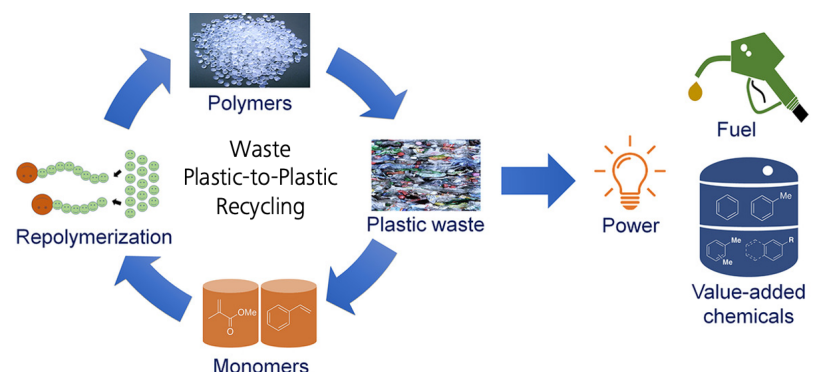 Polymers
Waste
Plastic-to-Plastic
Recycling
Repolymerization
Plastic waste
Monomers
OMe
O
Power
Fuel
Me
Me
Me
R
Value-added
chemicals